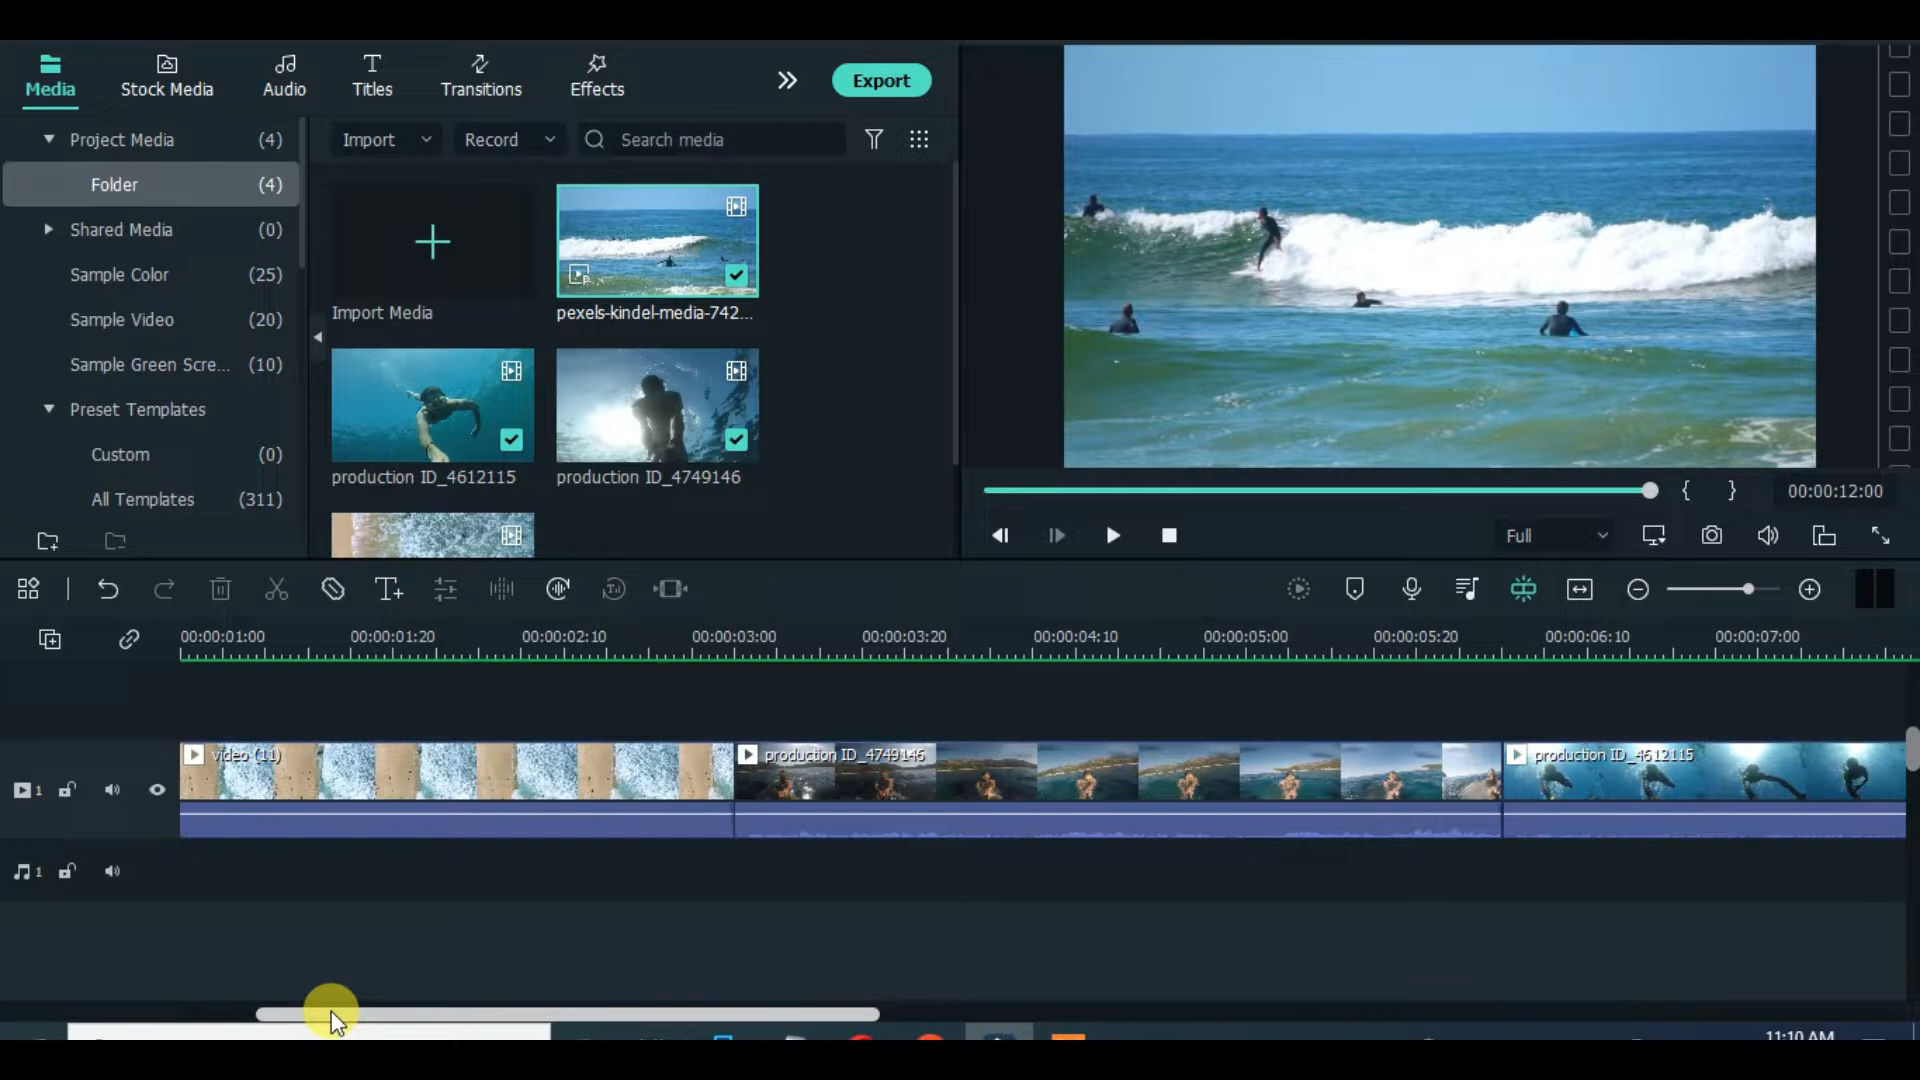 Media Stock Media Audio Titles Transitions Effects Export
Project Media (4)
Import Record Search media
Folder (4)
Shared Media (0)
Sample Color (25)
Import Media pexels-kindel-media-742...
Sample Video (20)
Sample Green Scre... (10)
Preset Templates
Custom (0)
production ID_4612115 production ID_4749146
All Templates (311)
00:00:12:00
Full
00:00:01:00 00:00:01:20 00:00:02:10 00:00:03:00 00:00:03:20 00:00:04:10 00:00:05:00 00:00:05:20 00:00:06:10 00:00:07:00
video (11) production ID_4749146 production ID_4612115
1
1
11:10 AM